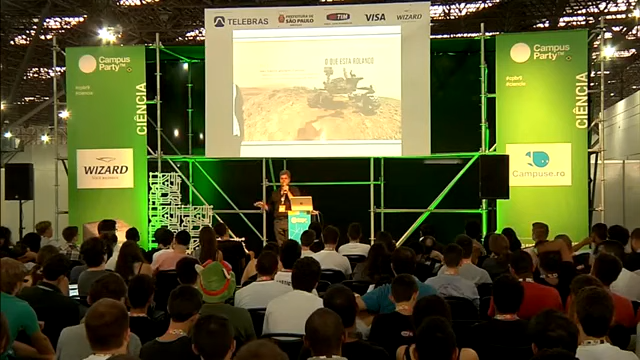 TELEBRAS
PREFEITURA DE
SÃO PAULO
TIM
VISA
WIZARD
O QUE ESTÁ ROLANDO
Campus
Party
CIÊNCIA
WIZARD
Campus
Party
CIÊNCIA
Campuse.ro